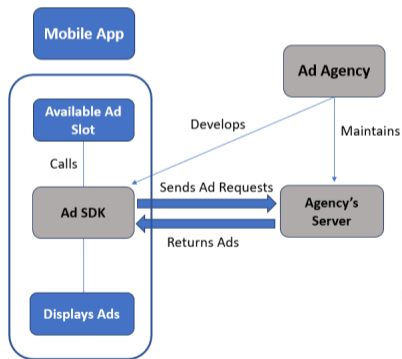 Mobile App
Ad Agency
Available Ad
Slot
Develops
Maintains
Calls
Sends Ad Requests
Ad SDK
Agency's
Server
Returns Ads
Displays Ads